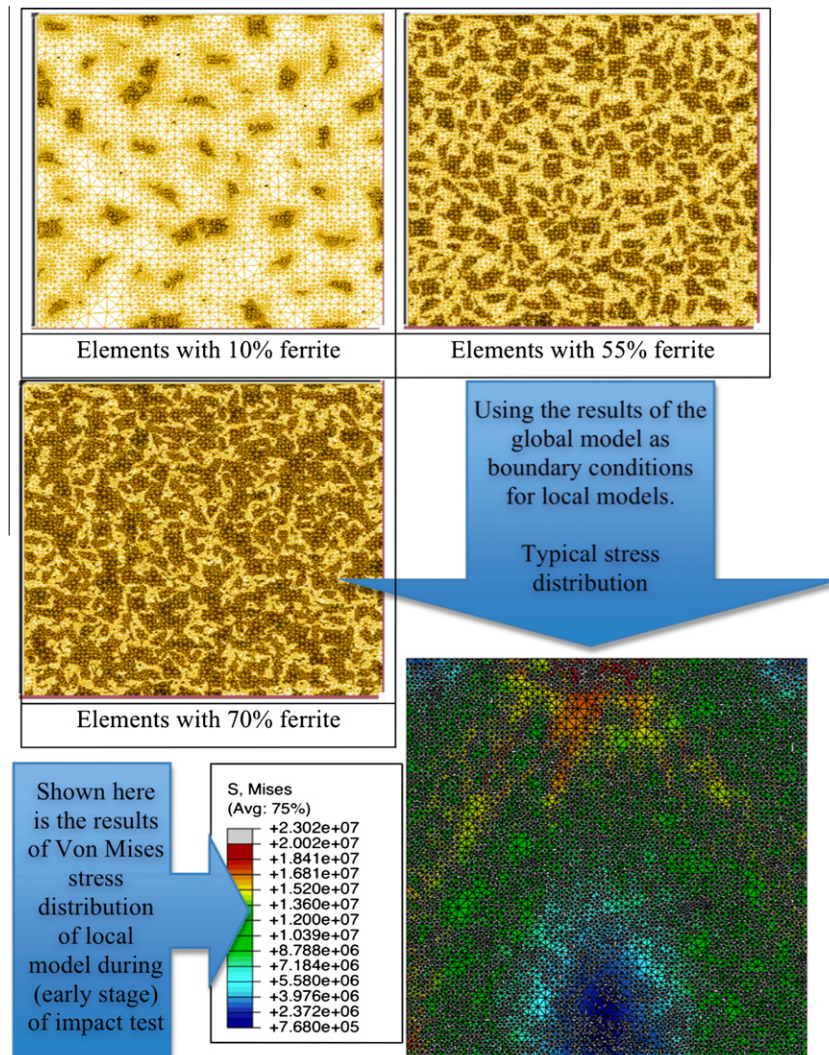 Elements with 10% ferrite
Elements with 55% ferrite
Using the results of the
global model as
boundary conditions
for local models.
Typical stress
distribution
Elements with 70% ferrite
Shown here
is the results
of Von Mises
stress
distribution
of local
model during
(early stage)
of impact test
S, Mises
(Avg: 75%)
+2.302e+07
+2.002e+07
+1.841e+07
+1.681e+07
+1.520e+07
+1.360e+07
+1.200e+07
+1.039e+07
+8.788e+06
+7.184e+06
+5.580e+06
+3.976e+06
+2.372e+06
+7.680e+05